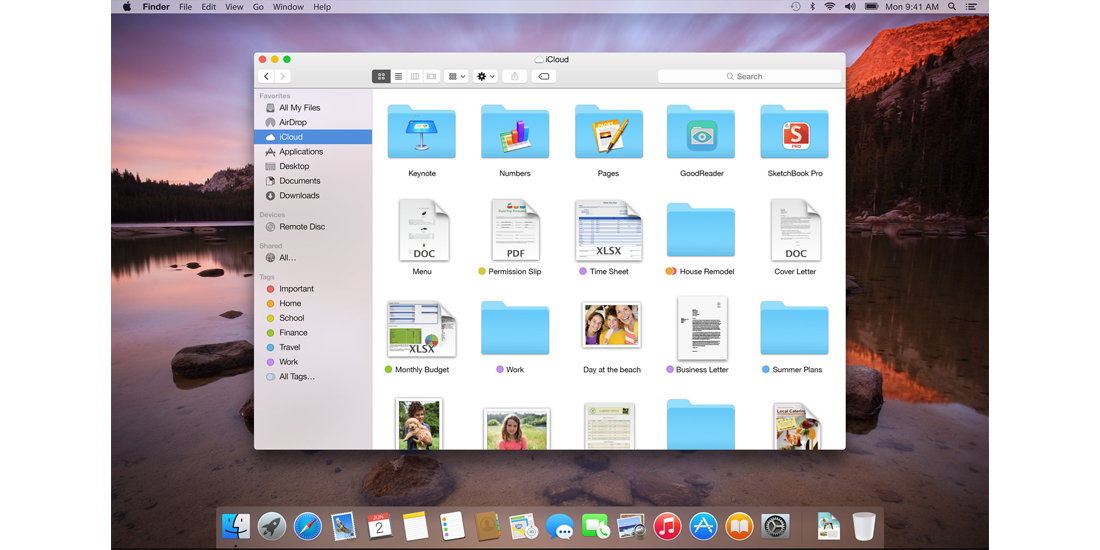 Finder File Edit View Go Window Help Mon 9:41 AM
iCloud
Search
Favorites
All My Files
AirDrop
iCloud
Applications
Desktop
Documents
Downloads
Devices
Remote Disc
Shared
All...
Tags
Important
Home
School
Finance
Travel
Work
All Tags...
PAGES
S
PRO
Keynote Numbers Pages GoodReader SketchBook Pro
DOC PDF XLSX DOC
Menu Permission Slip Time Sheet House Remodel Cover Letter
XLSX
Monthly Budget Work Day at the beach Business Letter Summer Plans
Local Catering
JUN
2